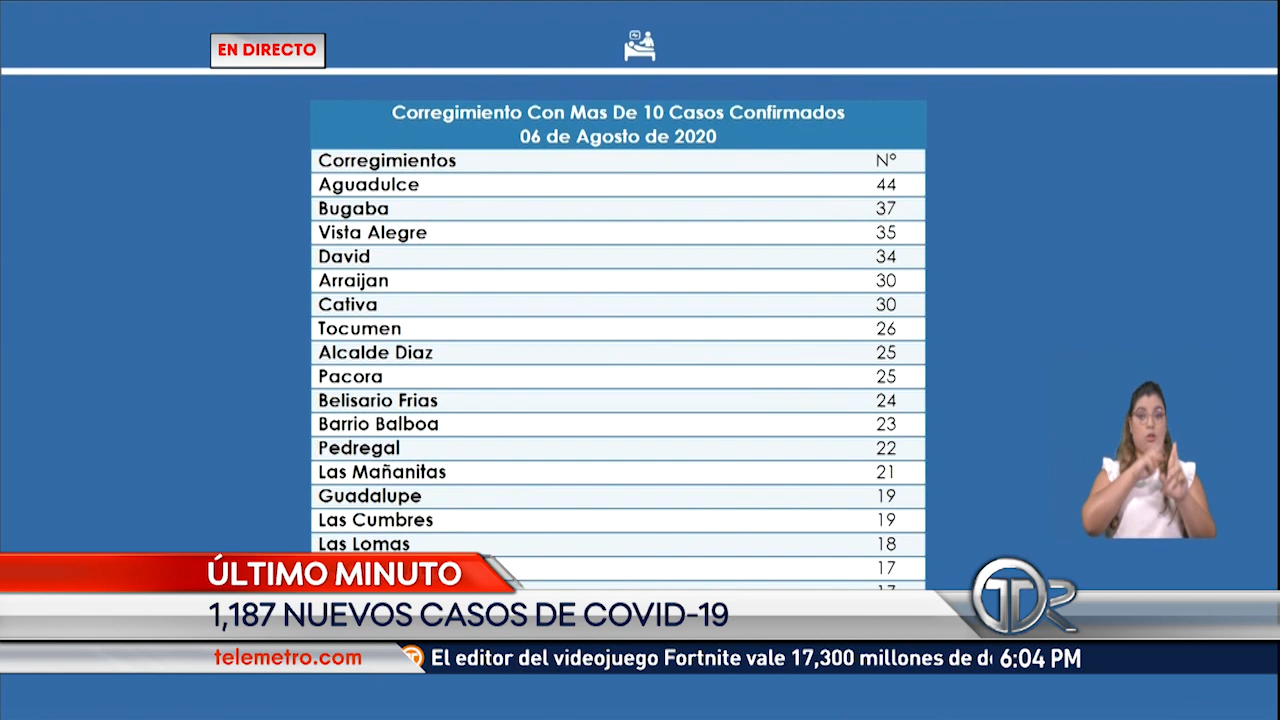 EN DIRECTO
Corregimiento Con Mas De 10 Casos Confirmados
06 de Agosto de 2020
Corregimientos N°
Aguadulce 44
Bugaba 37
Vista Alegre 35
David 34
Arraijan 30
Cativa 30
Tocumen 26
Alcalde Diaz 25
Pacora 25
Belisario Frias 24
Barrio Balboa 23
Pedregal 22
Las Mañanitas 21
Guadalupe 19
Las Cumbres 19
Las Lomas 18
17
17
ÚLTIMO MINUTO
1,187 NUEVOS CASOS DE COVID-19
TR
telemetro.com El editor del videojuego Fortnite vale 17,300 millones de 6:04 PM